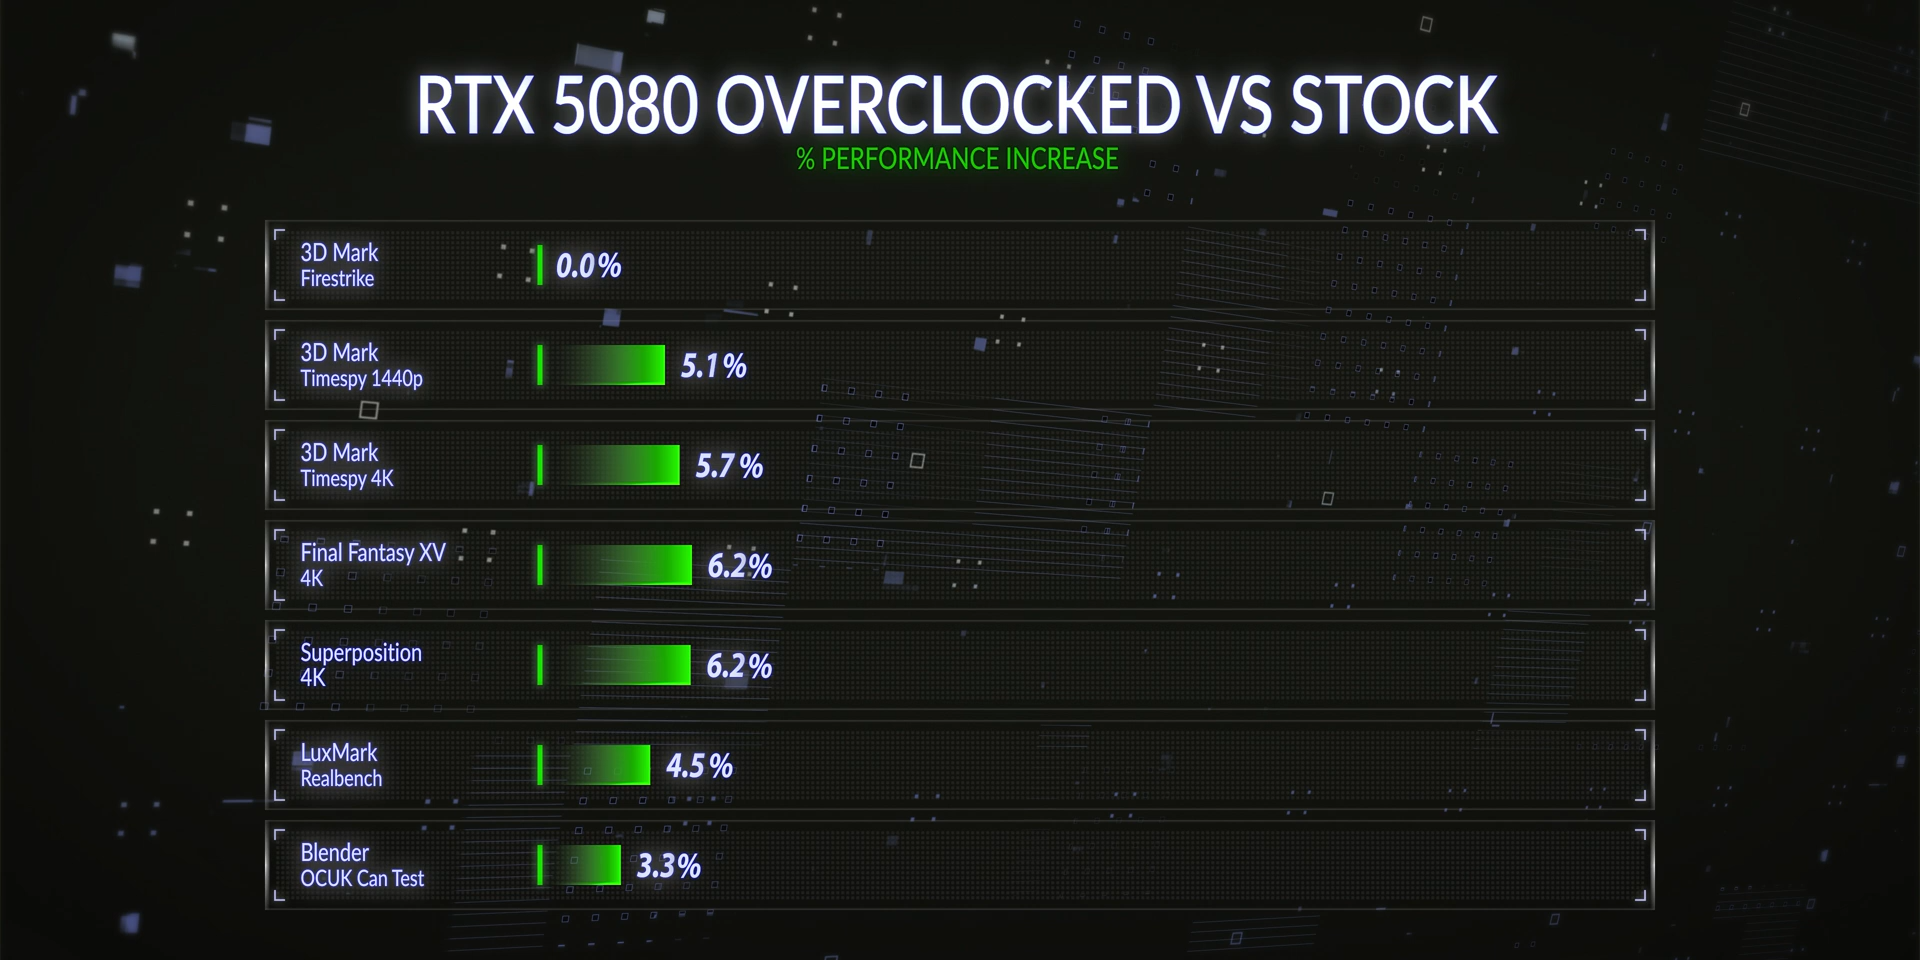 RTX 5080 OVERCLOCKED VS STOCK
% PERFORMANCE INCREASE
3D Mark
Firestrike
0.0%
3D Mark
Timespy 1440p
5.1%
3D Mark
Timespy 4K
5.7%
Final Fantasy XV
4K
6.2%
Superposition
4K
6.2%
LuxMark
Realbench
4.5%
Blender
OCUK Can Test
3.3%